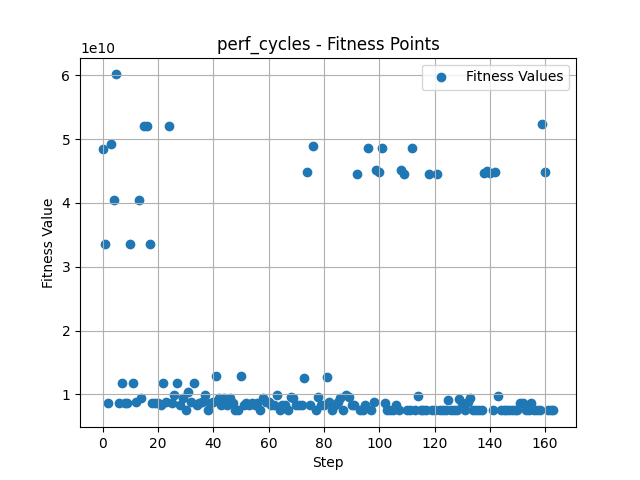 perf_cycles - Fitness Points
1e10
Fitness Values
6
5
4
3
2
1
Fitness Value
0 20 40 60 80 100 120 140 160
Step